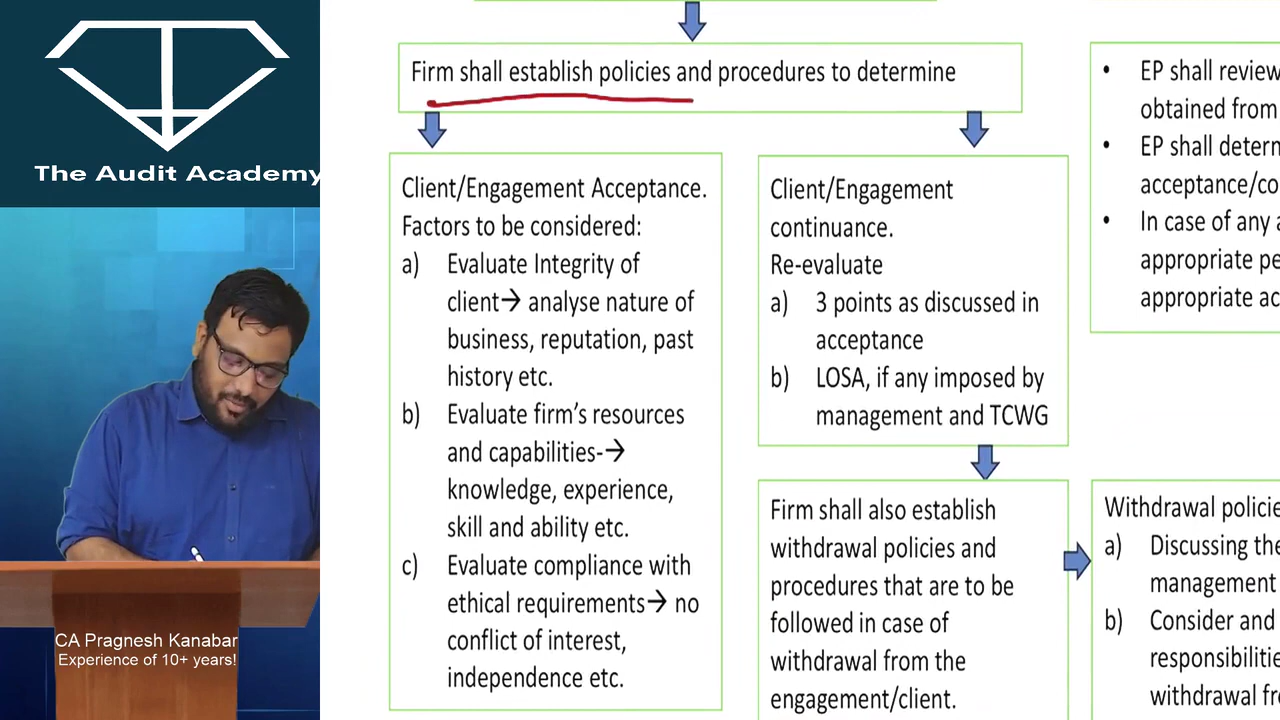 The Audit Academy
CA Pragnesh Kanabar
Experience of 10+ years!
Firm shall establish policies and procedures to determine
Client/Engagement Acceptance.
Factors to be considered:
a) Evaluate Integrity of
client→ analyse nature of
business, reputation, past
history etc.
b) Evaluate firm's resources
and capabilities-→
knowledge, experience,
skill and ability etc.
c) Evaluate compliance with
ethical requirements→ no
conflict of interest,
independence etc.
Client/Engagement
continuance.
Re-evaluate
a) 3 points as discussed in
acceptance
b) LOSA, if any imposed by
management and TCWG
Firm shall also establish
withdrawal policies and
procedures that are to be
followed in case of
withdrawal from the
engagement/client.
• EP shall review
obtained from
• EP shall determ
acceptance/co
• In case of any a
appropriate pe
appropriate ac
Withdrawal policie
a) Discussing the
management
b) Consider and
responsibilitie
withdrawal fr